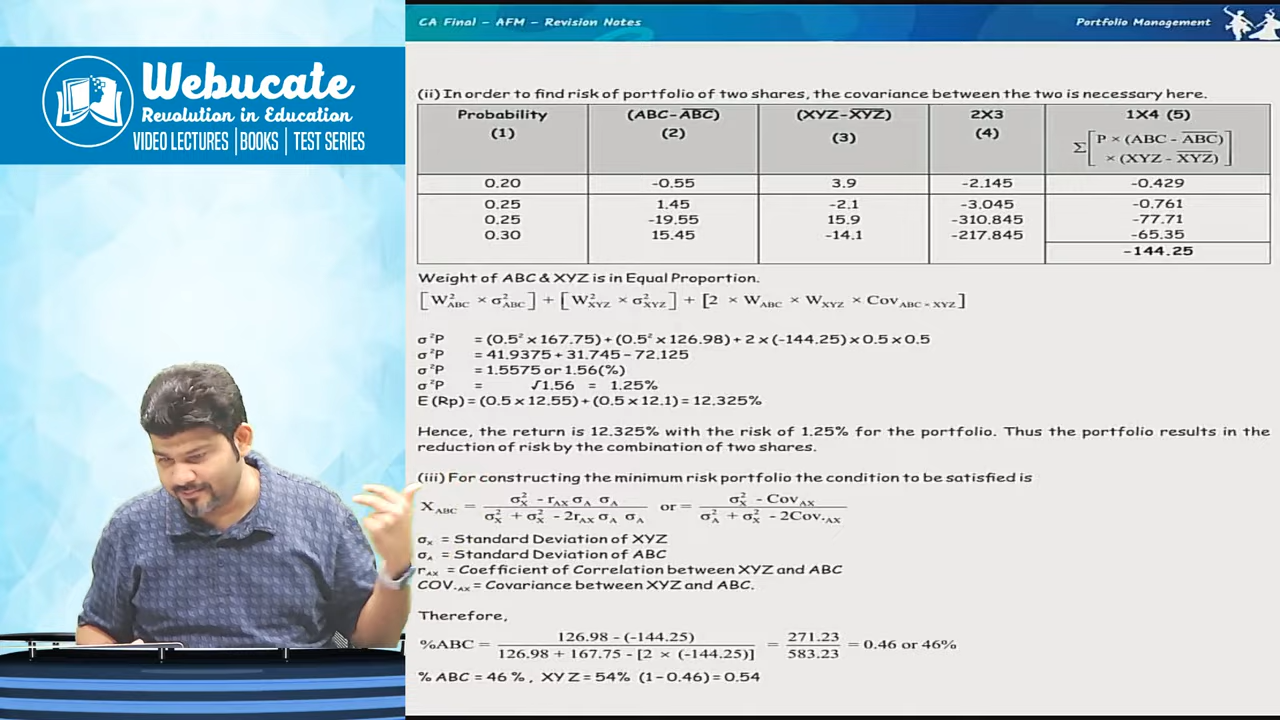 CA Final – AFM – Revision Notes
Portfolio Management
Webucate
Revolution in Education
VIDEO LECTURES | BOOKS | TEST SERIES
(ii) In order to find risk of portfolio of two shares, the covariance between the two is necessary here.
Probability (1) (ABC-A̅B̅C̅) (2) (XYZ-X̅Y̅Z̅) (3) 2X3 (4) 1X4 (5) Σ[P × (ABC - A̅B̅C̅) × (XYZ - X̅Y̅Z̅)]
0.20 -0.55 3.9 -2.145 -0.429
0.25 1.45 -2.1 -3.045 -0.761
0.25 -19.55 15.9 -310.845 -77.71
0.30 15.45 -14.1 -217.845 -65.35
-144.25
Weight of ABC & XYZ is in Equal Proportion.
[W²ABC × σ²ABC] + [W²XYZ × σ²XYZ] + [2 × WABC × WXYZ × CovABC × XYZ]
σ²P = (0.5² x 167.75) + (0.5² x 126.98) + 2 x (-144.25) x 0.5 x 0.5
σ²P = 41.9375 + 31.745 – 72.125
σ²P = 1.5575 or 1.56(%)
σ²P = √1.56 = 1.25%
E (Rp) = (0.5 x 12.55) + (0.5 x 12.1) = 12.325%
Hence, the return is 12.325% with the risk of 1.25% for the portfolio. Thus the portfolio results in the
reduction of risk by the combination of two shares.
(iii) For constructing the minimum risk portfolio the condition to be satisfied is
XABC = (σ²X - rAX σA σA) / (σ²X + σ²X - 2rAX σA σA) or = (σ²X - CovAX) / (σ²A + σ²X - 2Cov.AX)
σX = Standard Deviation of XYZ
σA = Standard Deviation of ABC
rAX = Coefficient of Correlation between XYZ and ABC
COV.AX = Covariance between XYZ and ABC.
Therefore,
%ABC = 126.98 - (-144.25) / 126.98 + 167.75 - [2 × (-144.25)] = 271.23 / 583.23 = 0.46 or 46%
% ABC = 46 % , XY Z = 54% (1 – 0.46) = 0.54